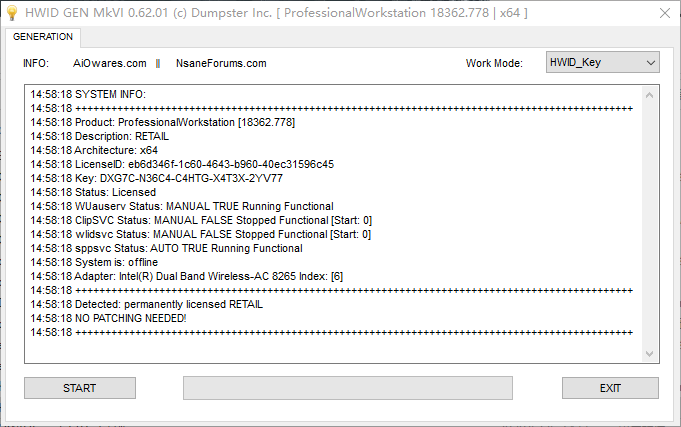 HWID GEN MkVI 0.62.01 (c) Dumpster Inc. [ ProfessionalWorkstation 18362.778 | x64 ]
GENERATION
INFO: AiOwares.com NsaneForums.com Work Mode: HWID_Key
14:58:18 SYSTEM INFO:
14:58:18 ++++++++++++++++++++++++++++++++++++++++++++++++++++++++++++++++++++++++++++++++++++++++++++
14:58:18 Product: ProfessionalWorkstation [18362.778]
14:58:18 Description: RETAIL
14:58:18 Architecture: x64
14:58:18 LicenseID: eb6d346f-1c60-4643-b960-40ec31596c45
14:58:18 Key: DXG7C-N36C4-C4HTG-X4T3X-2YV77
14:58:18 Status: Licensed
14:58:18 WUauserv Status: MANUAL TRUE Running Functional
14:58:18 ClipSVC Status: MANUAL FALSE Stopped Functional [Start: 0]
14:58:18 wlidsvc Status: MANUAL FALSE Stopped Functional [Start: 0]
14:58:18 sppsvc Status: AUTO TRUE Running Functional
14:58:18 System is: offline
14:58:18 Adapter: Intel(R) Dual Band Wireless-AC 8265 Index: [6]
14:58:18 ++++++++++++++++++++++++++++++++++++++++++++++++++++++++++++++++++++++++++++++++++++++++++++
14:58:18 Detected: permanently licensed RETAIL
14:58:18 NO PATCHING NEEDED!
14:58:18 ++++++++++++++++++++++++++++++++++++++++++++++++++++++++++++++++++++++++++++++++++++++++++++
START EXIT